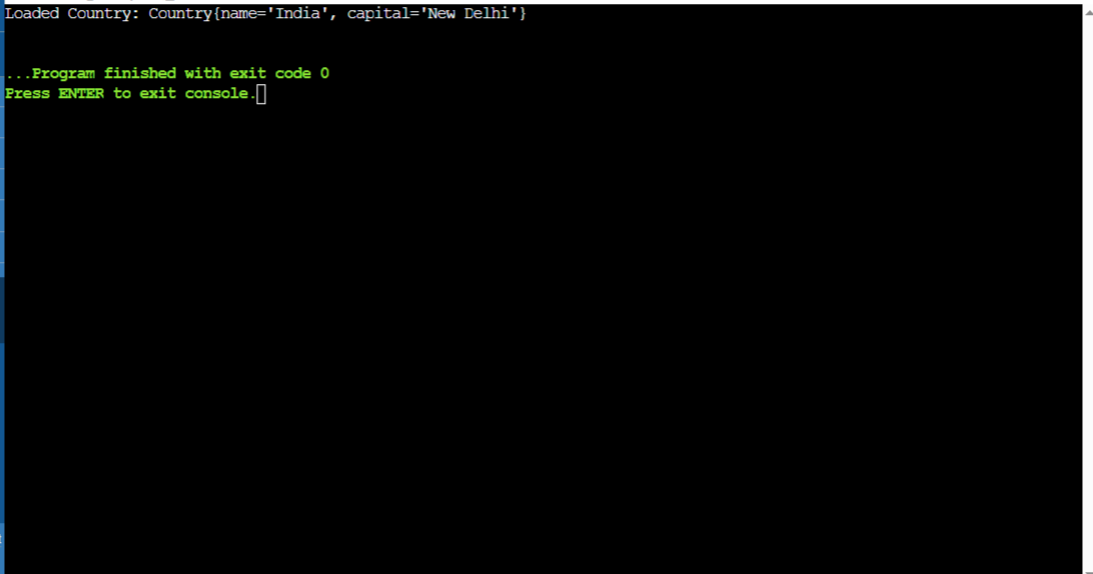 Loaded Country: Country{name='India', capital='New Delhi'}
...Program finished with exit code 0
Press ENTER to exit console.